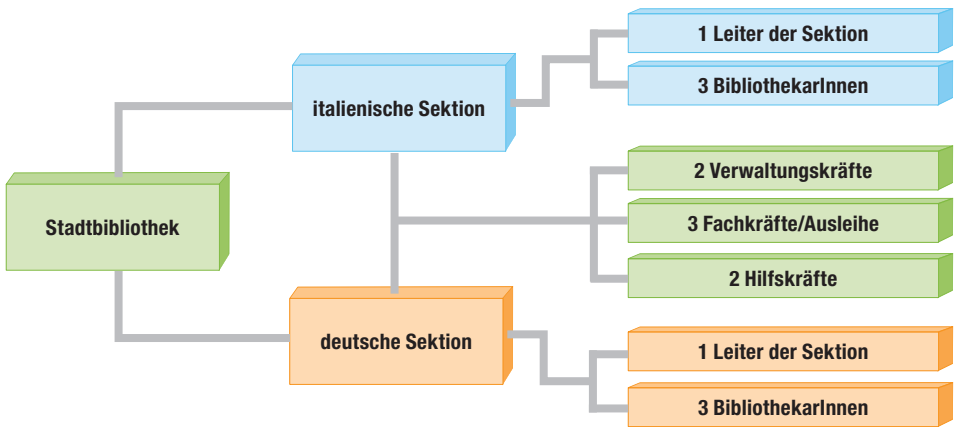 Stadtbibliothek
italienische Sektion
deutsche Sektion
1 Leiter der Sektion
3 BibliothekarInnen
2 Verwaltungskräfte
3 Fachkräfte/Ausleihe
2 Hilfskräfte
1 Leiter der Sektion
3 BibliothekarInnen